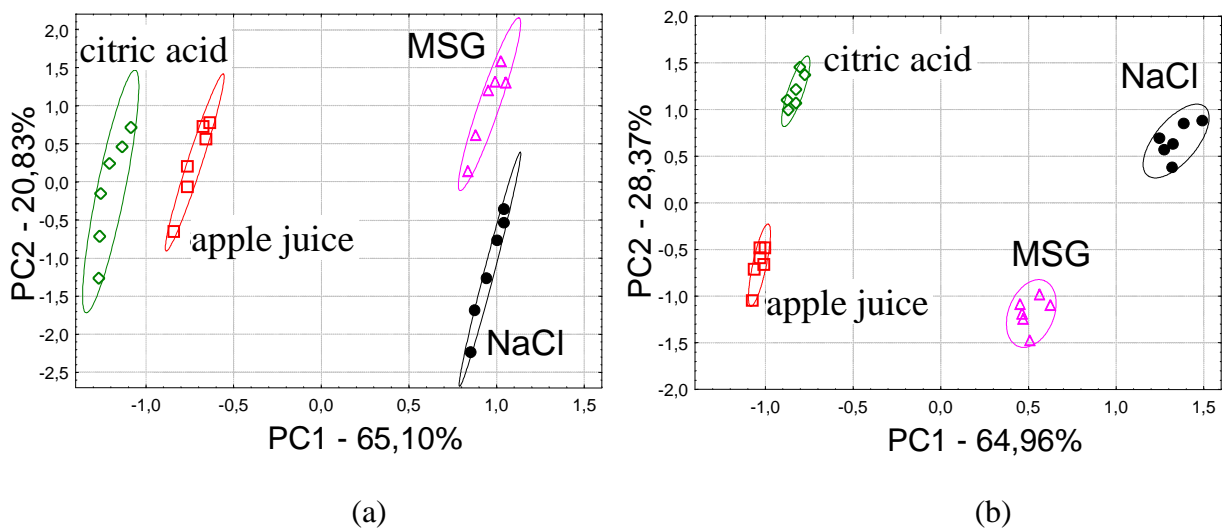 2,0
1,5
1,0
0,5
0,0
-0,5
-1,0
-1,5
-2,0
-2,5
PC2 - 20,83%
citric acid
MSG
apple juice
NaCl
-1,0 -0,5 0,0 0,5 1,0 1,5
PC1 - 65,10%
(a)
2,0
1,5
1,0
0,5
0,0
-0,5
-1,0
-1,5
-2,0
PC2 - 28,37%
citric acid
NaCl
MSG
apple juice
-1,0 -0,5 0,0 0,5 1,0 1,5
PC1 - 64,96%
(b)